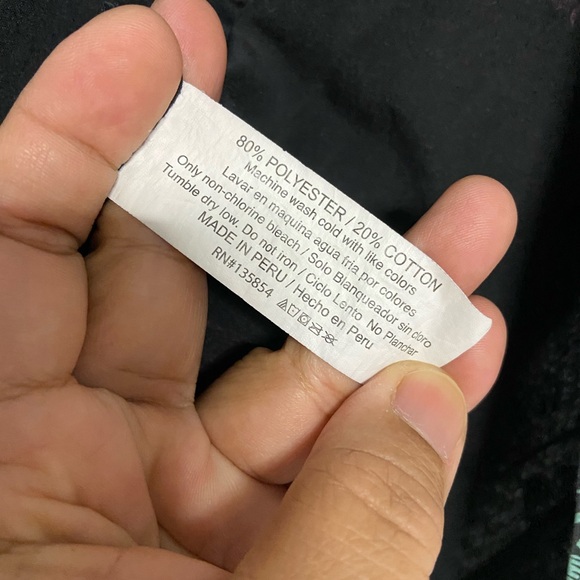 80% POLYESTER / 20% COTTON
Machine wash cold with like colors
Lavar en maquina agua fria por colores
Only non-chlorine bleach / Solo Blanqueador sin cloro
Tumble dry low. Do not iron / Ciclo Lento No Planchar
MADE IN PERU / Hecho en Peru
RN#135854